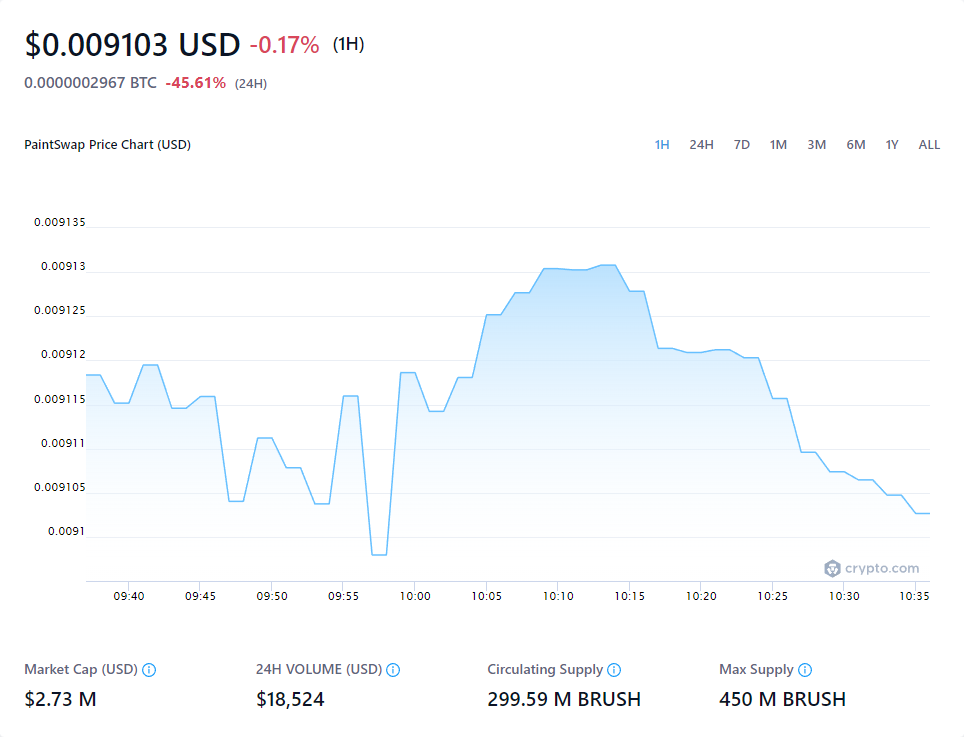 $0.009103 USD -0.17% (1H)
0.0000002967 BTC -45.61% (24H)
PaintSwap Price Chart (USD) 1H 24H 7D 1M 3M 6M 1Y ALL
0.009135
0.00913
0.009125
0.00912
0.009115
0.00911
0.009105
0.0091
crypto.com
09:40 09:45 09:50 09:55 10:00 10:05 10:10 10:15 10:20 10:25 10:30 10:35
Market Cap (USD) 24H VOLUME (USD) Circulating Supply Max Supply
$2.73 M $18,524 299.59 M BRUSH 450 M BRUSH